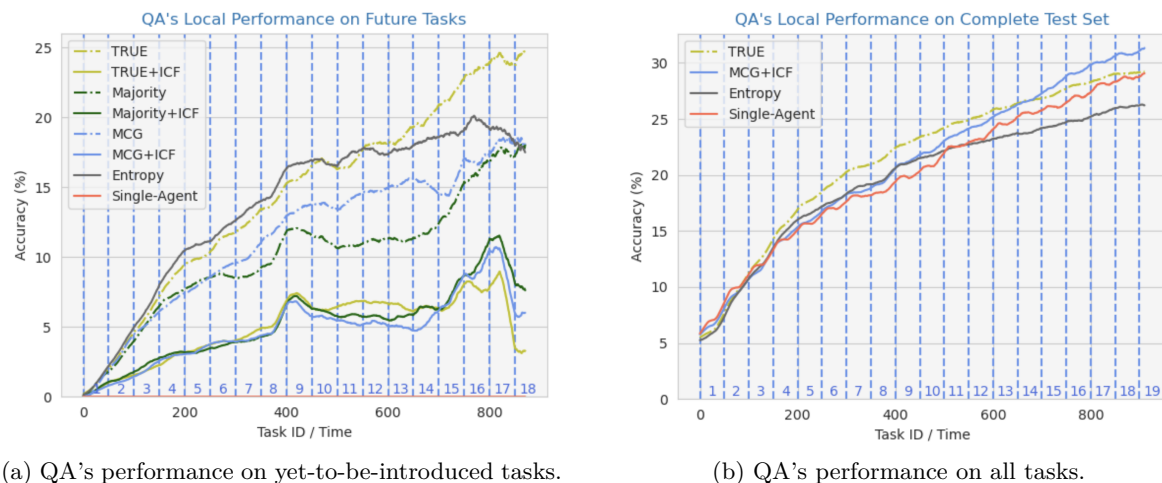 QA's Local Performance on Future Tasks
25
20
15
10
5
0
Accuracy (%)
TRUE
TRUE+ICF
Majority
Majority+ICF
MCG
MCG+ICF
Entropy
Single-Agent
2 3 4 5 6 7 8 9 10 11 12 13 14 15 16 17 18
0 200 400 600 800
Task ID / Time
(a) QA's performance on yet-to-be-introduced tasks.
QA's Local Performance on Complete Test Set
30
25
20
15
10
5
0
Accuracy (%)
TRUE
MCG+ICF
Entropy
Single-Agent
1 2 3 4 5 6 7 8 9 10 11 12 13 14 15 16 17 18 19
0 200 400 600 800
Task ID / Time
(b) QA's performance on all tasks.